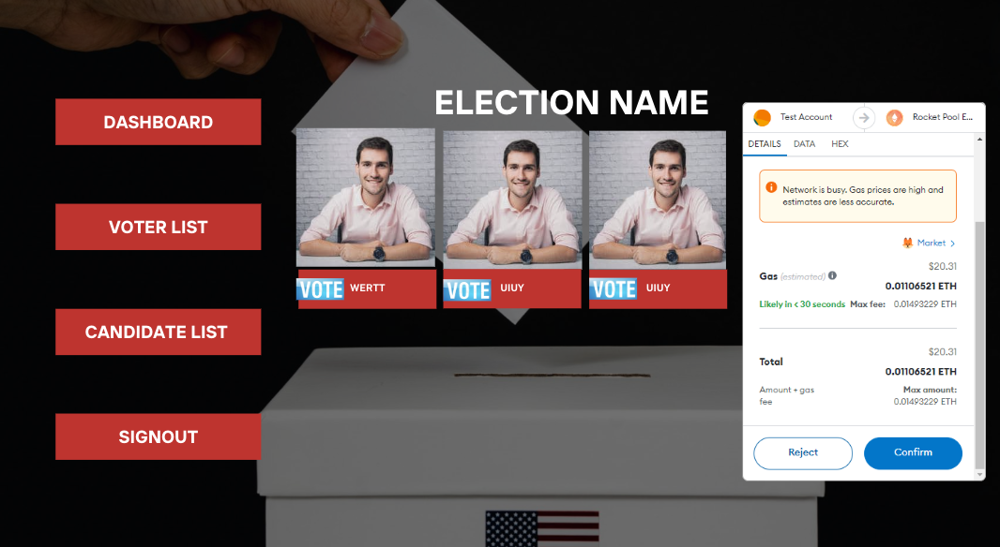 DASHBOARD
VOTER LIST
CANDIDATE LIST
SIGNOUT
ELECTION NAME
VOTE WERTT
VOTE UIUY
VOTE UIUY
Test Account
Rocket Pool E...
DETAILS DATA HEX
Network is busy. Gas prices are high and
estimates are less accurate.
Market >
$20.31
Gas (estimated)
0.01106521 ETH
Likely in < 30 seconds Max fee: 0.01493229 ETH
$20.31
Total
0.01106521 ETH
Amount + gas
fee
Max amount:
0.01493229 ETH
Reject
Confirm